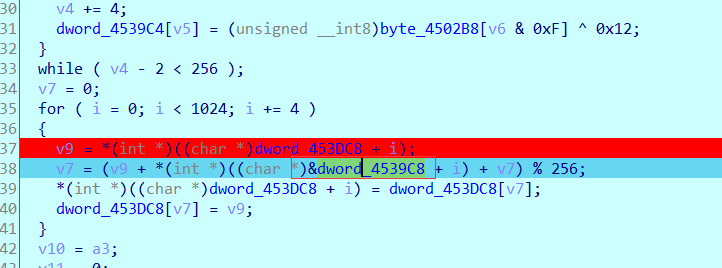 30 v4 += 4;
31 dword_4539C4[v5] = (unsigned __int8)byte_4502B8[v6 & 0xF] ^ 0x12;
32 }
33 while ( v4 - 2 < 256 );
34 v7 = 0;
35 for ( i = 0; i < 1024; i += 4 )
36 {
37 v9 = *(int *)((char *)dword_453DC8 + i);
38 v7 = (v9 + *(int *)((char *)&dword_4539C8 + i) + v7) % 256;
39 *(int *)((char *)dword_453DC8 + i) = dword_453DC8[v7];
40 dword_453DC8[v7] = v9;
41 }
42 v10 = a3;